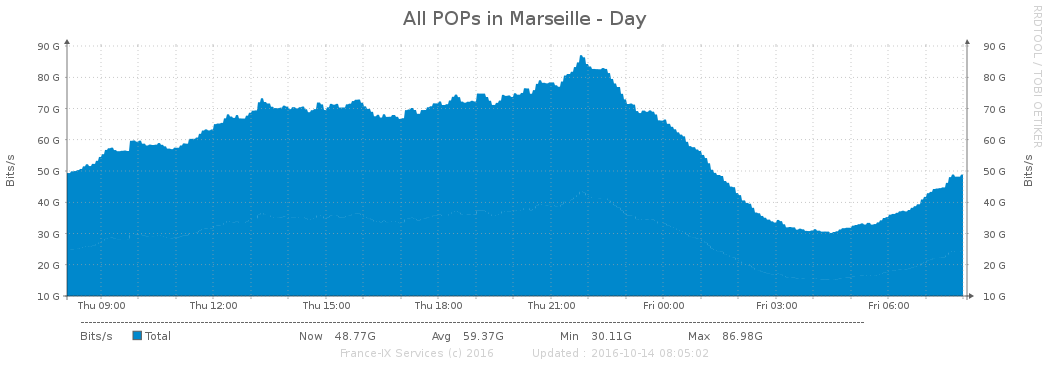 All POPs in Marseille - Day
RRDTOOL / TOBI OETIKER
90 G 90 G
80 G 80 G
70 G 70 G
60 G 60 G
50 G 50 G
40 G 40 G
30 G 30 G
20 G 20 G
10 G 10 G
Bits/s
Bits/s
Thu 09:00 Thu 12:00 Thu 15:00 Thu 18:00 Thu 21:00 Fri 00:00 Fri 03:00 Fri 06:00
Bits/s Total Now 48.77G Avg 59.37G Min 30.11G Max 86.98G
France-IX Services (c) 2016 Updated : 2016-10-14 08:05:02